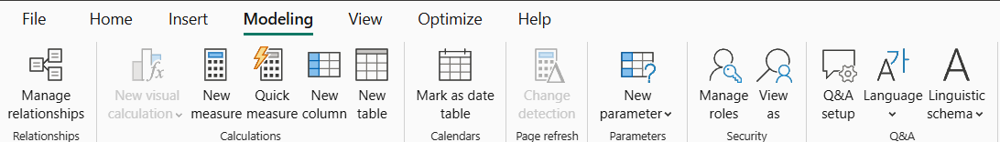 File Home Insert Modeling View Optimize Help
Manage relationships
New visual calculation
New measure
Quick measure
New column
New table
Mark as date table
Change detection
New parameter
Manage roles
View as
Q&A setup
Language
Linguistic schema
Relationships Calculations Calendars Page refresh Parameters Security Q&A